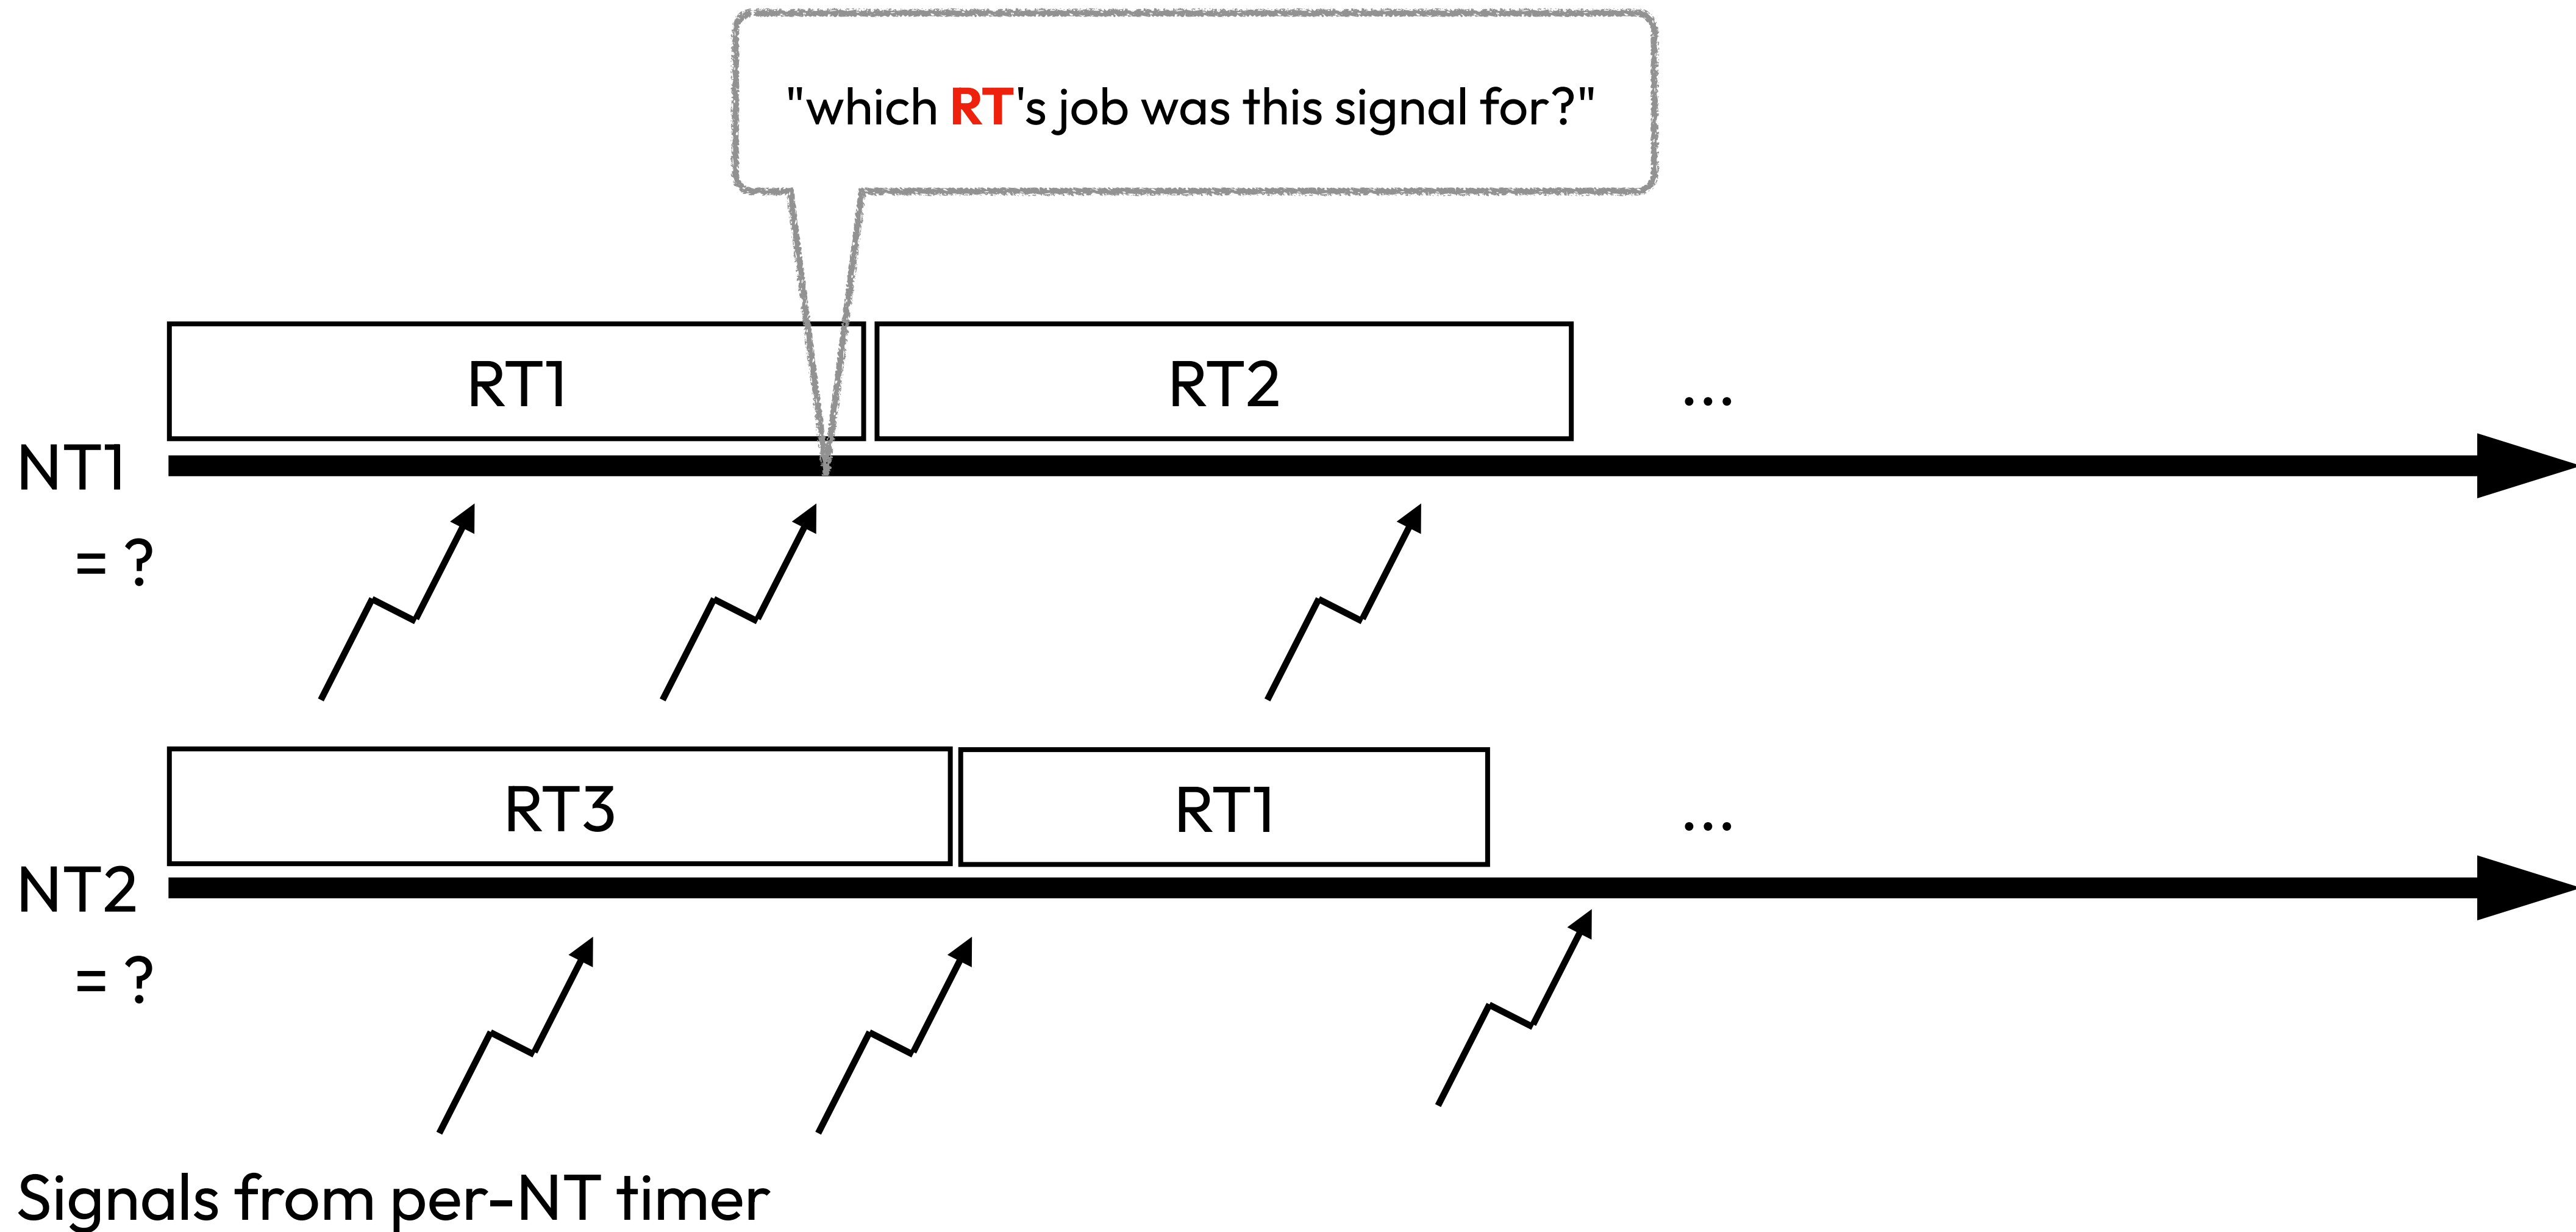 "which RT's job was this signal for?"
RT1
RT2
...
NT1
= ?
RT3
RT1
...
NT2
= ?
Signals from per-NT timer